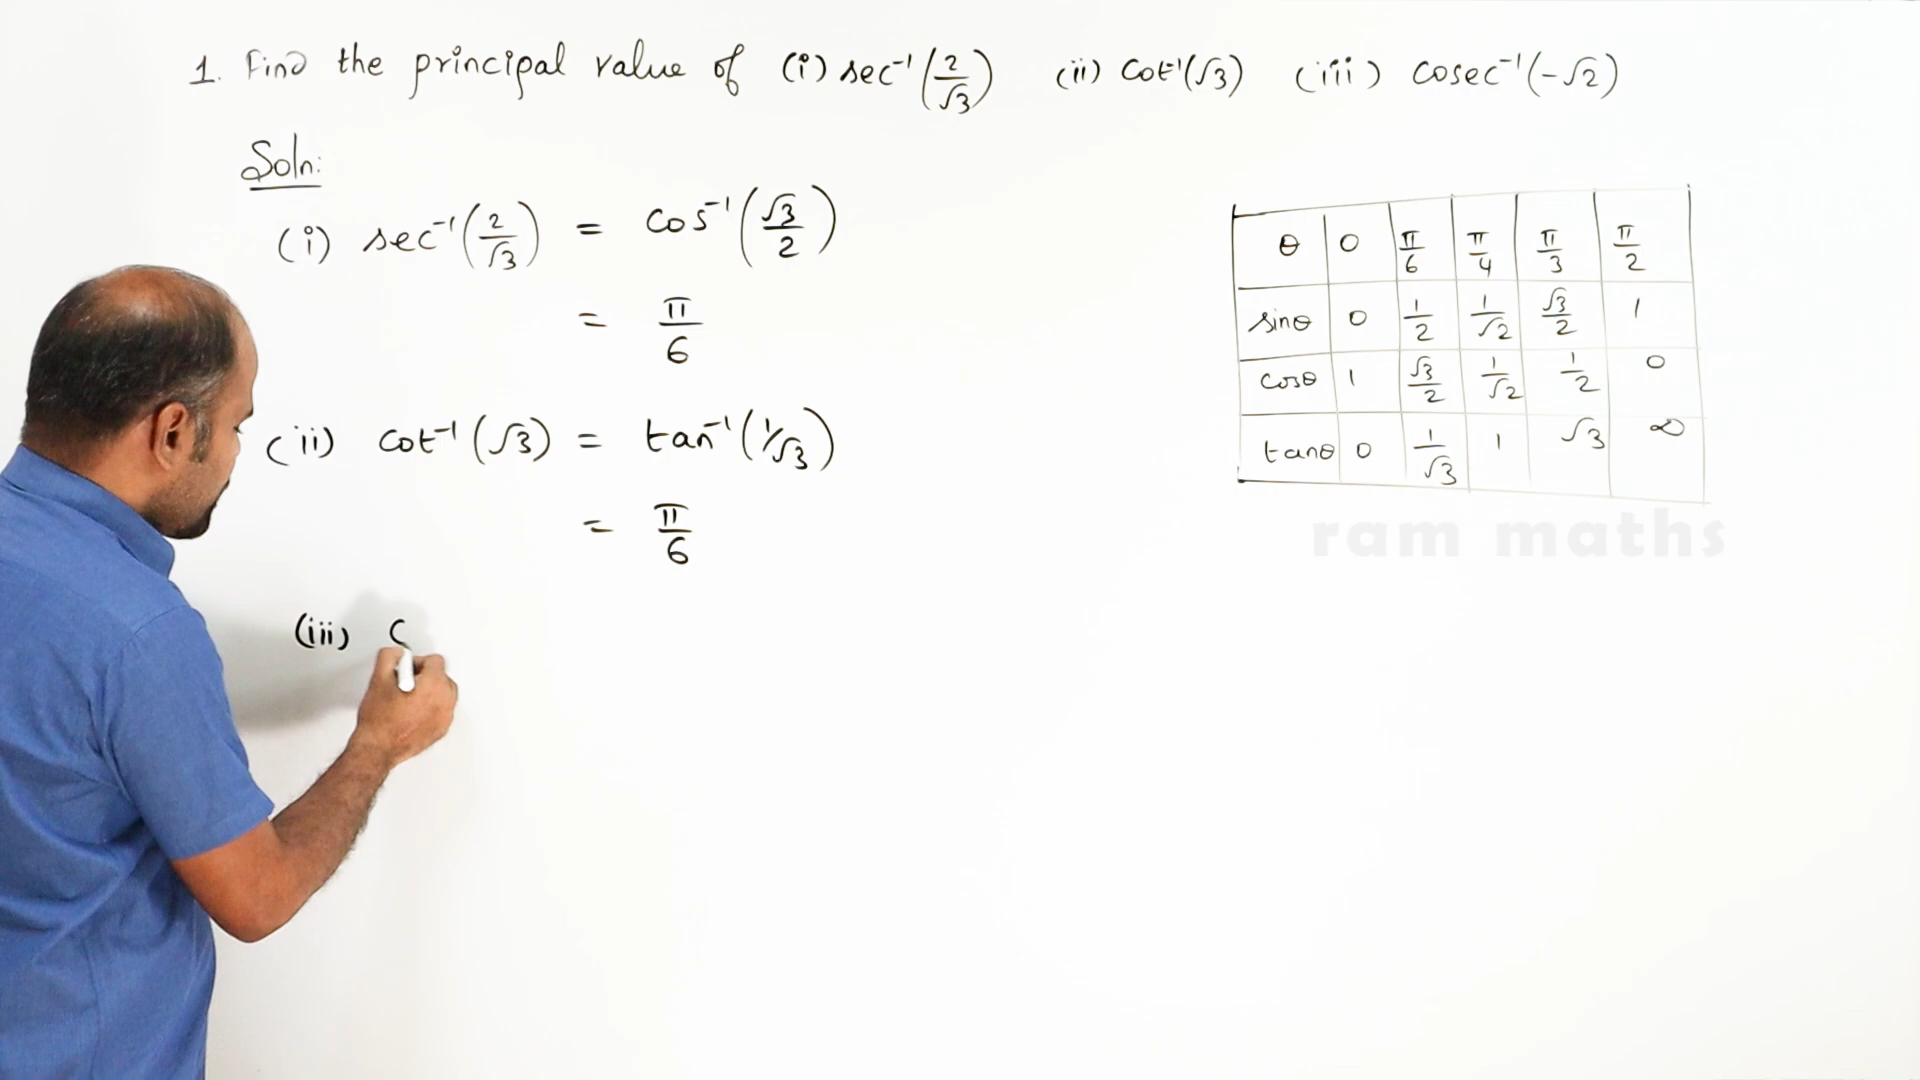 1. Find the principal value of (i) sec⁻¹(2/√3) (ii) cot⁻¹(√3) (iii) cosec⁻¹(-√2)
Soln:
(i) sec⁻¹(2/√3) = cos⁻¹(√3/2)
= π/6
(ii) cot⁻¹(√3) = tan⁻¹(1/√3)
= π/6
(iii) C
θ 0 π/6 π/4 π/3 π/2
sinθ 0 1/2 1/√2 √3/2 1
cosθ 1 √3/2 1/√2 1/2 0
tanθ 0 1/√3 1 √3 ∞
ram maths